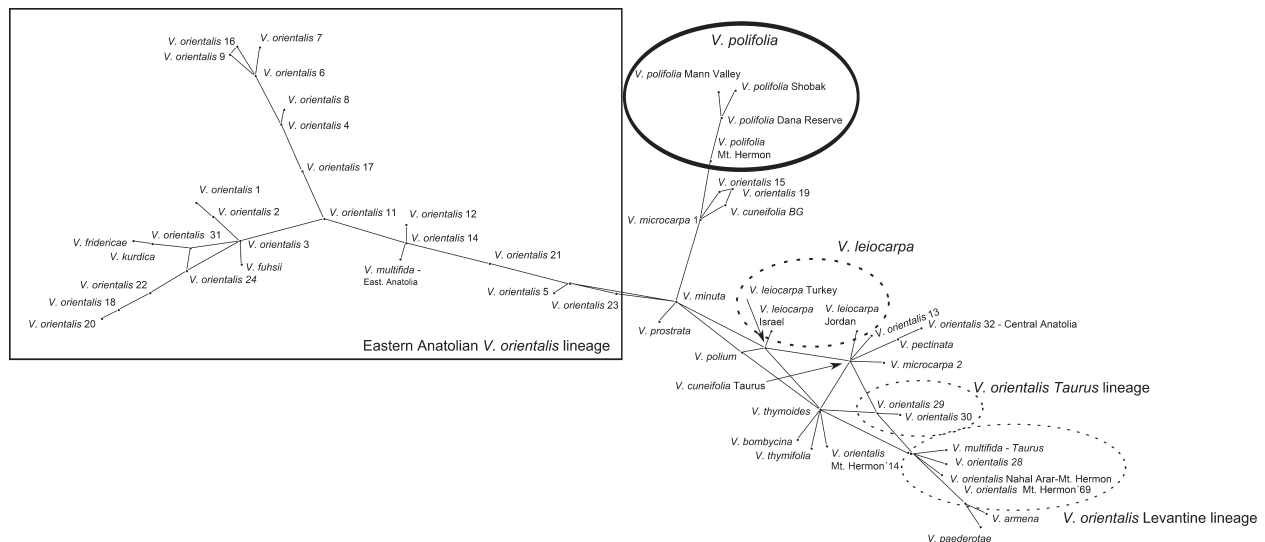 V. orientalis 16
V. orientalis 7
V. orientalis 9
V. orientalis 6
V. orientalis 8
V. orientalis 4
V. orientalis 17
V. orientalis 1
V. orientalis 2
V. orientalis 11
V. orientalis 12
V. orientalis 31
V. orientalis 14
V. fridericae
V. orientalis 3
V. kurdica
V. fuhsii
V. orientalis 24
V. multifida -
East. Anatolia
V. orientalis 21
V. orientalis 22
V. orientalis 5
V. orientalis 18
V. orientalis 23
V. orientalis 20
Eastern Anatolian V. orientalis lineage
V. polifolia
V. polifolia Mann Valley
V. polifolia Shobak
V. polifolia Dana Reserve
V. polifolia
Mt. Hermon
V. orientalis 15
V. orientalis 19
V. cuneifolia BG
V. microcarpa 1
V. leiocarpa
V. minuta
V. leiocarpa Turkey
V. leiocarpa
Israel
V. leiocarpa
Jordan
V. prostrata
V. orientalis 13
V. orientalis 32 - Central Anatolia
V. pectinata
V. polium
V. microcarpa 2
V. cuneifolia Taurus
V. orientalis Taurus lineage
V. thymoides
V. orientalis 29
V. orientalis 30
V. bombycina
V. thymifolia
V. orientalis
Mt. Hermon´14
V. multifida - Taurus
V. orientalis 28
V. orientalis Nahal Arar-Mt. Hermon
V. orientalis Mt. Hermon´69
V. armena
V. orientalis Levantine lineage
V. paederotae